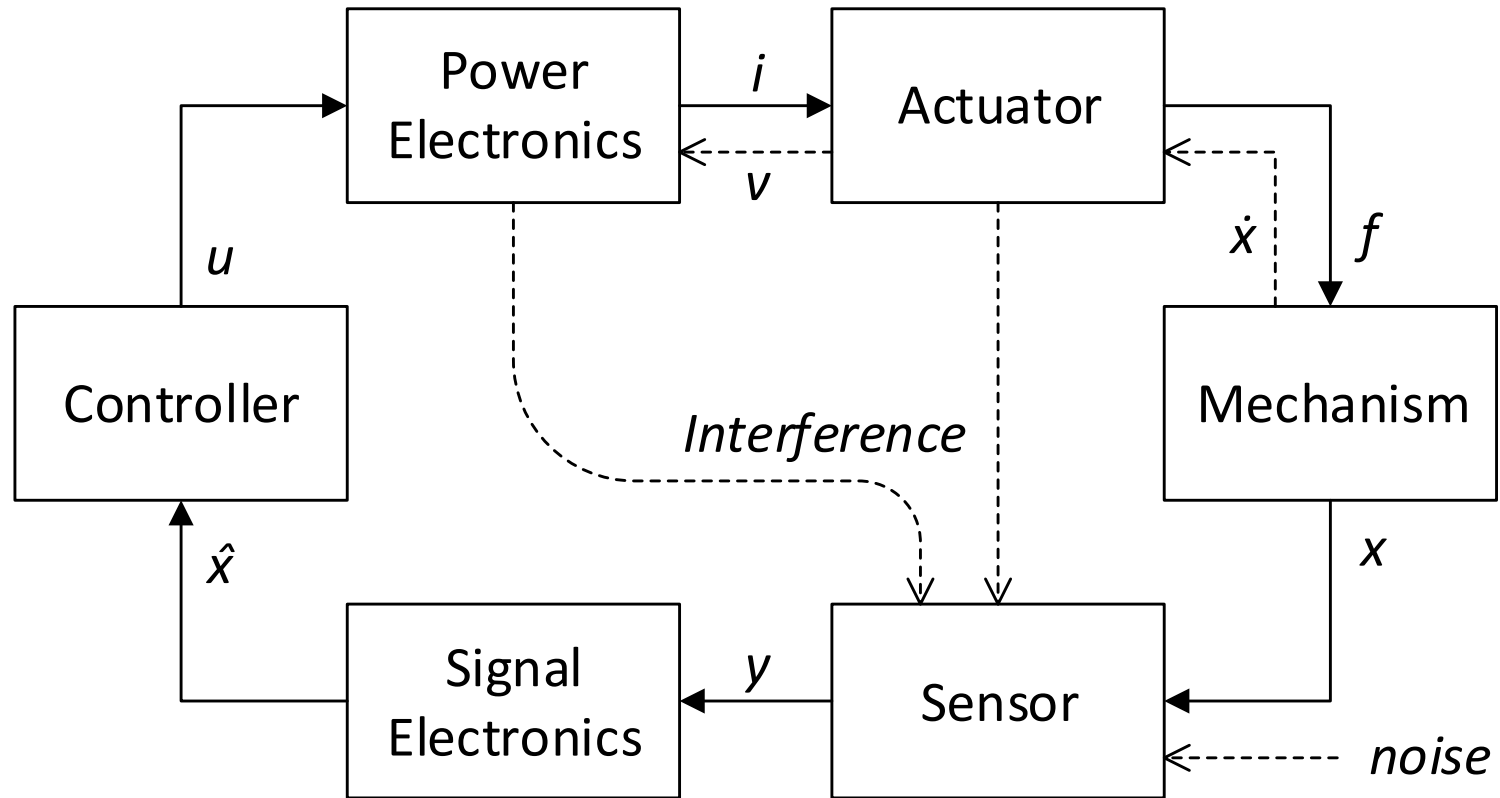 Power
Electronics
i
v
Actuator
u
ẋ
f
Controller
Interference
Mechanism
x̂
x
Signal
Electronics
y
Sensor
noise